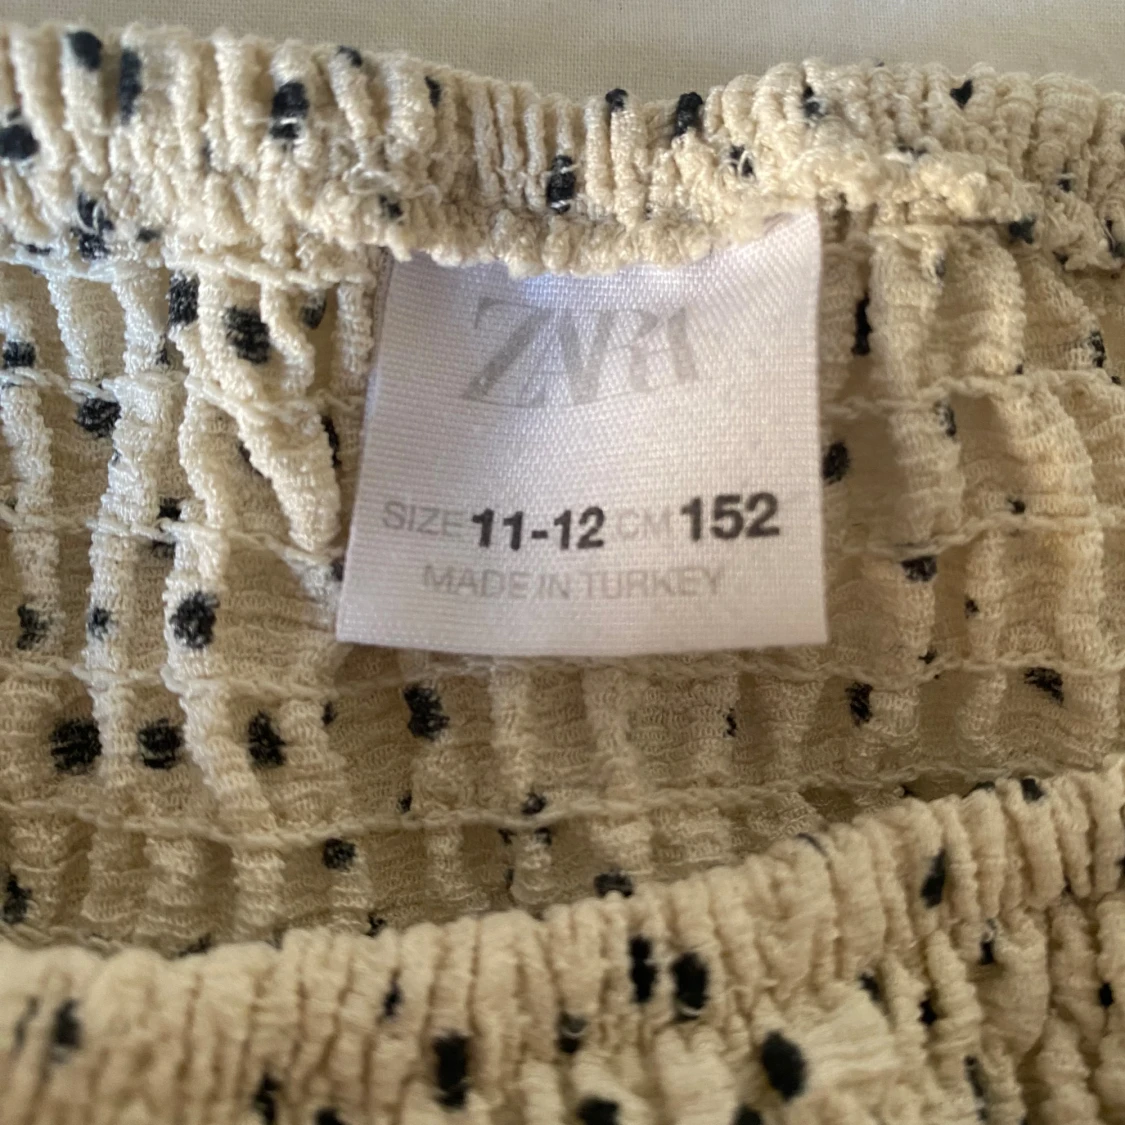 ZARA
SIZE 11-12 CM 152
MADE IN TURKEY